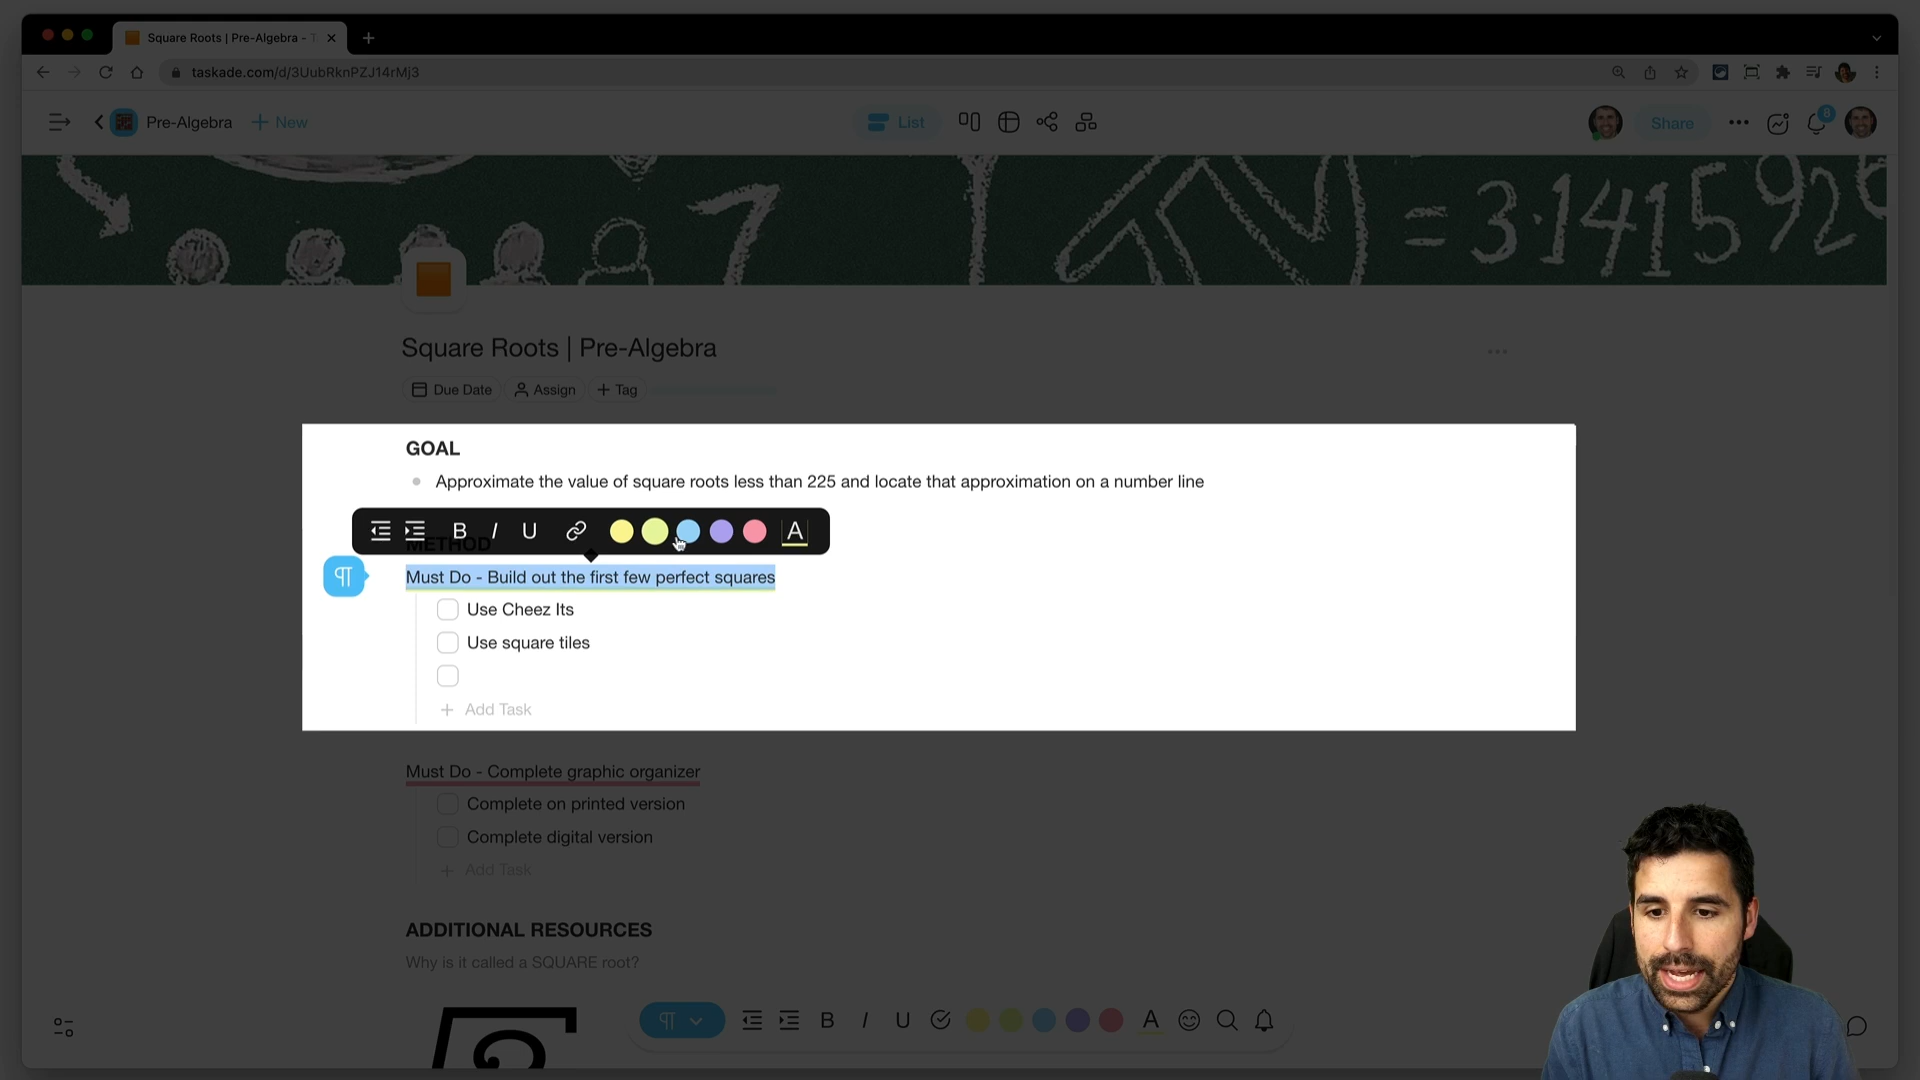 Square Roots | Pre-Algebra - T
taskade.com/d/3UubRknPZJ14rMj3
Pre-Algebra
New
List
Share
8
7
= 3·1415926
Square Roots | Pre-Algebra
Due Date
Assign
+ Tag
GOAL
Approximate the value of square roots less than 225 and locate that approximation on a number line
B I U A
METHOD
Must Do - Build out the first few perfect squares
Use Cheez Its
Use square tiles
+ Add Task
Must Do - Complete graphic organizer
Complete on printed version
Complete digital version
+ Add Task
ADDITIONAL RESOURCES
Why is it called a SQUARE root?
B I U A